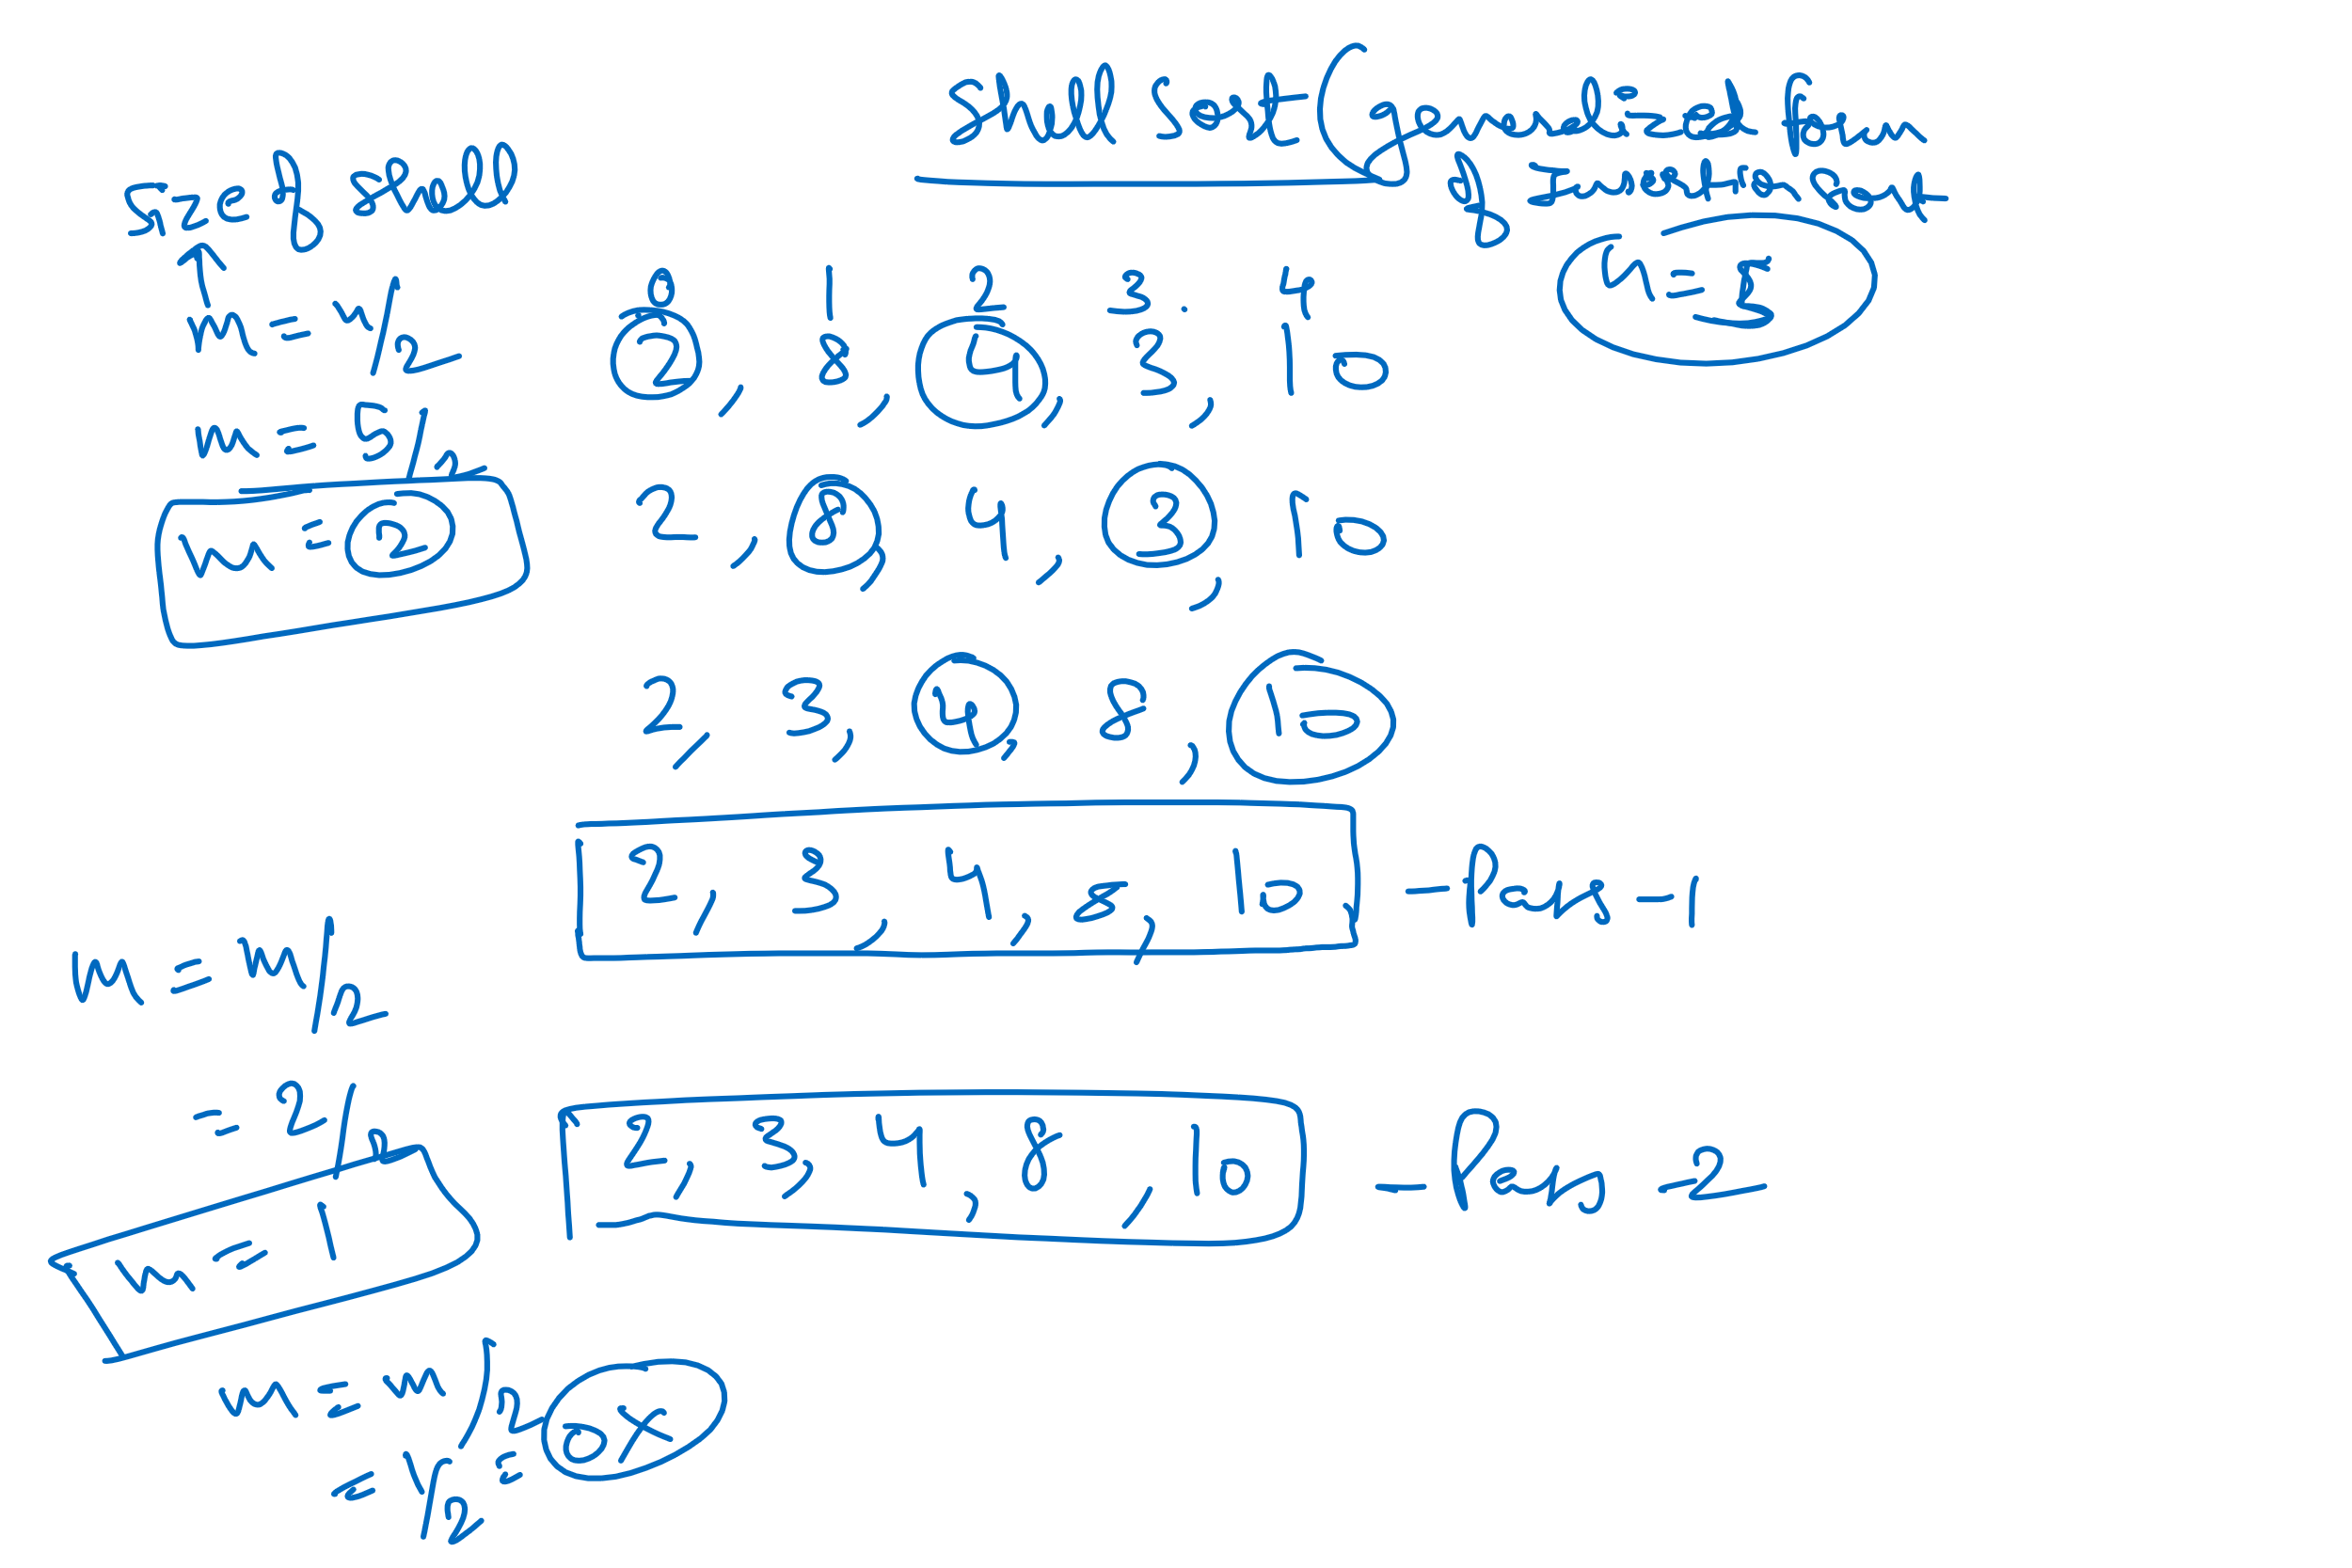 Shell Sort (generalized form
of insertion sort
size of shell
n = 5
0 1 2 3. 4
m = n/2
2, 8, 4, 3, 10
m = 5/2
m = 2
2, 8, 4, 3, 10
2, 3, 4, 8, 10
2, 3 4, 8, 10 - Pass - 1
m = m/2
= 2/2
2, 3, 4, 8, 10 - Pass = 2
m = 1
m = m/2
= 1/2 = 0 X